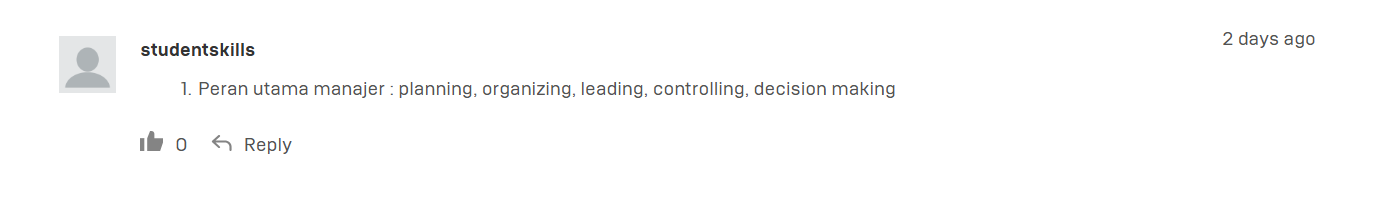 studentskills
2 days ago
1. Peran utama manajer : planning, organizing, leading, controlling, decision making
0 Reply